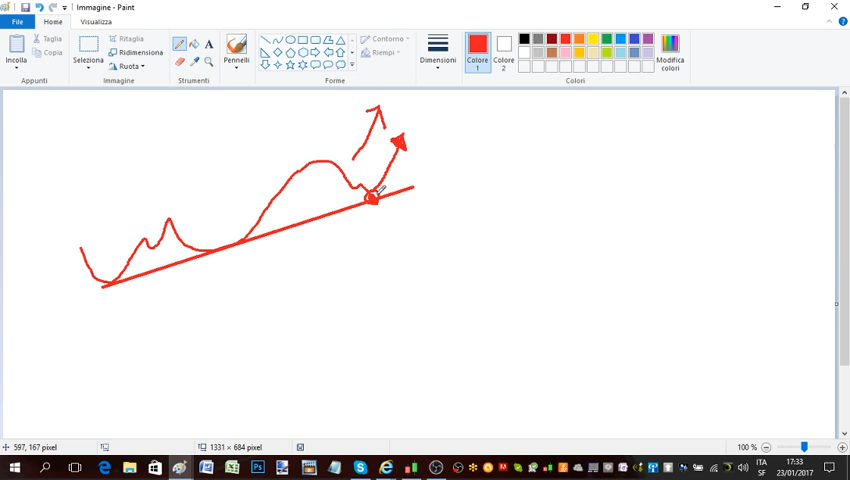 Immagine - Paint
File
Home
Visualizza
Incolla
Taglia
Copia
Appunti
Seleziona
Ritaglia
Ridimensiona
Ruota
Immagine
A
Strumenti
Pennelli
Contorno
Riempi
Forme
Dimensioni
Colore 1
Colore 2
Modifica colori
Colori
597, 167 pixel
1331 × 684 pixel
100 %
ITA
SF
17:33
23/01/2017